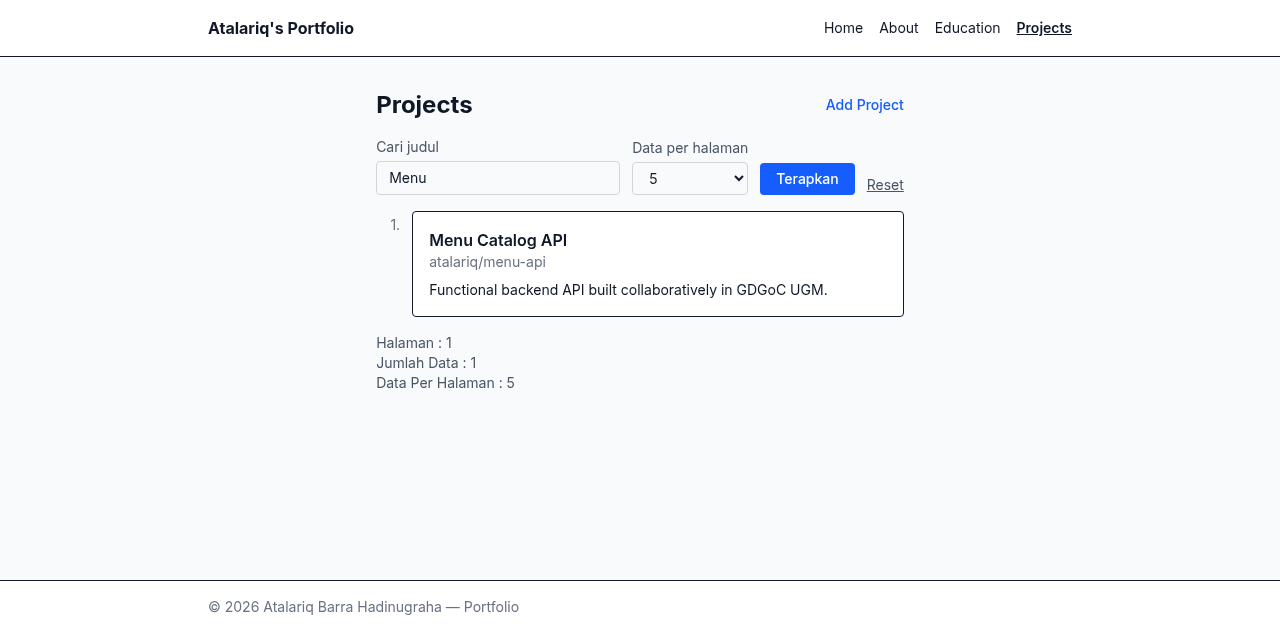 Atalariq's Portfolio
Home About Education Projects
Projects
Add Project
Cari judul
Data per halaman
Menu
5
Terapkan
Reset
1.
Menu Catalog API
atalariq/menu-api
Functional backend API built collaboratively in GDGoC UGM.
Halaman : 1
Jumlah Data : 1
Data Per Halaman : 5
© 2026 Atalariq Barra Hadinugraha — Portfolio